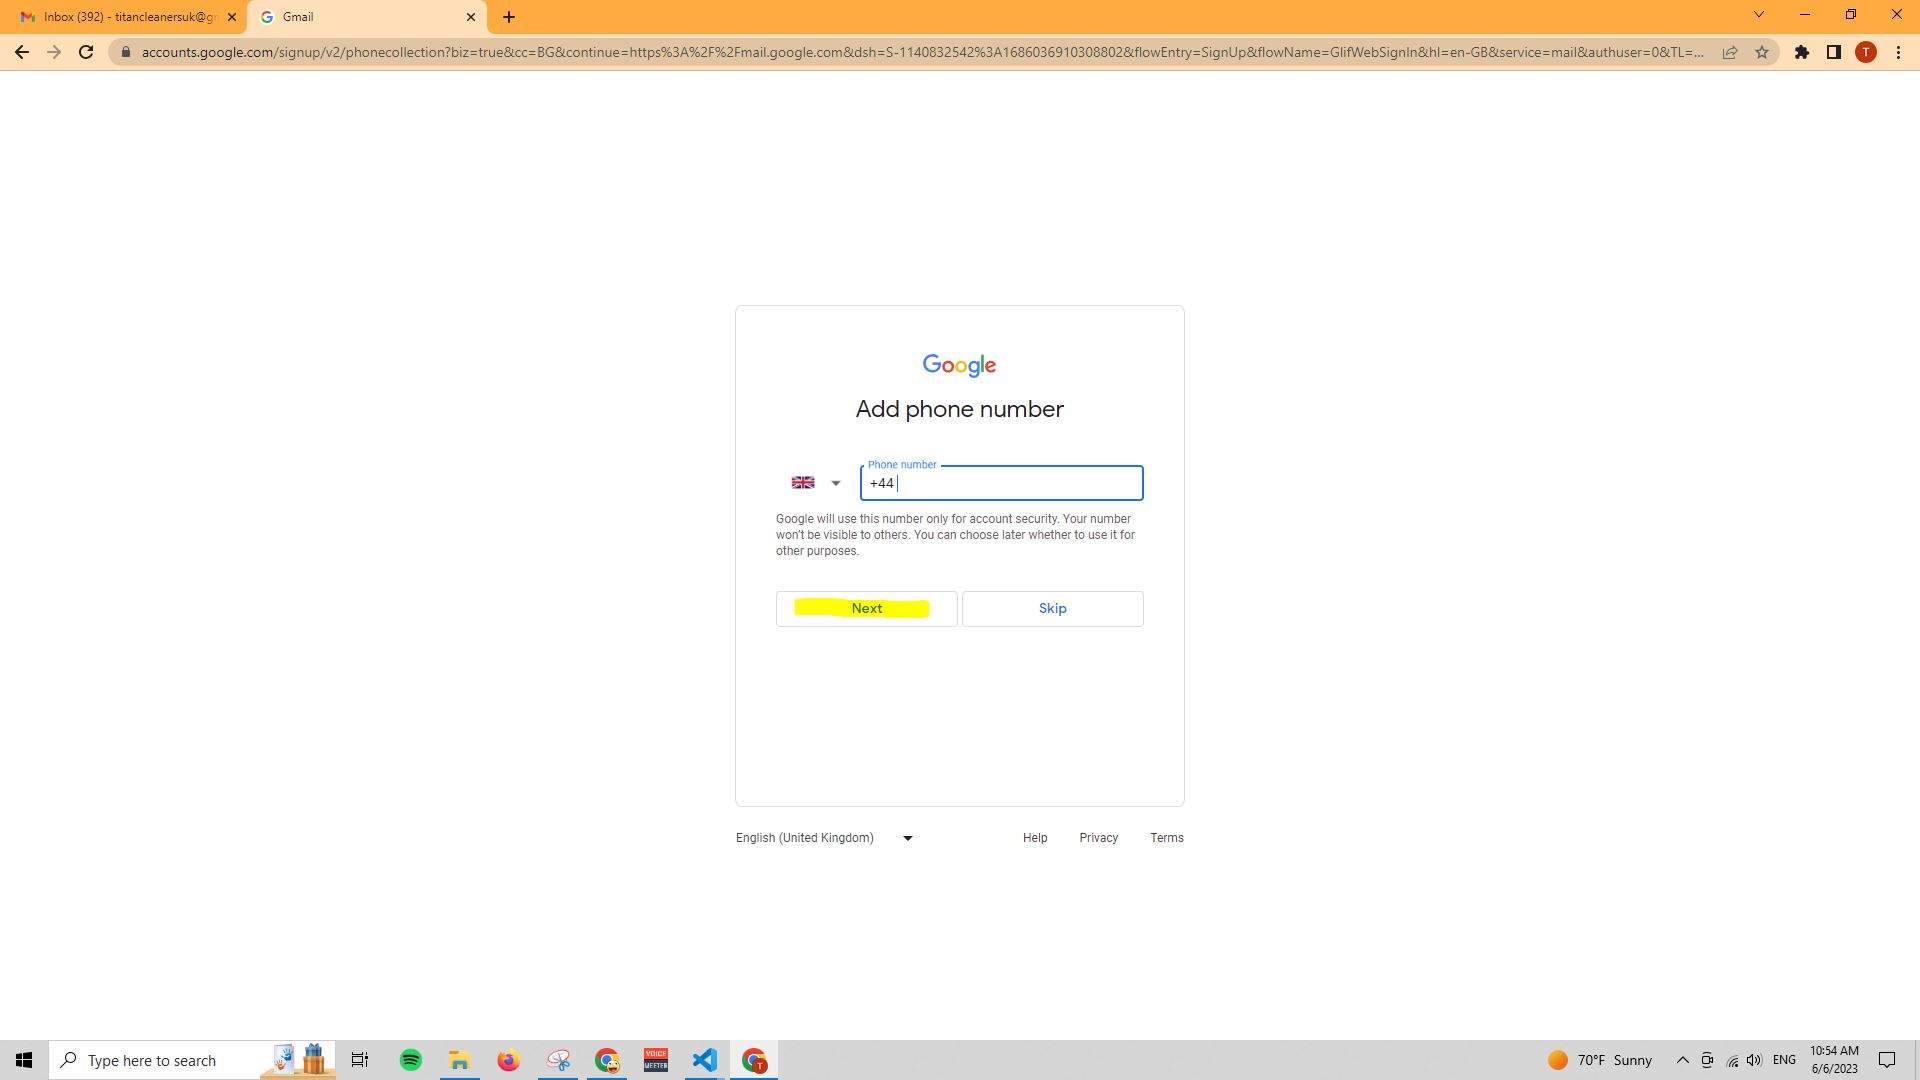 Inbox (392) - titancleanersuk@gn
Gmail
accounts.google.com/signup/v2/phonecollection?biz=true&cc=BG&continue=https%3A%2F%2Fmail.google.com&dsh=S-1140832542%3A1686036910308802&flowEntry=SignUp&flowName=GlifWebSignIn&hl=en-GB&service=mail&authuser=0&TL=...
T
Google
Add phone number
Phone number
+44
Google will use this number only for account security. Your number
won't be visible to others. You can choose later whether to use it for
other purposes.
Next
Skip
English (United Kingdom)
Help
Privacy
Terms
Type here to search
VOICE
MEETER
T
70°F Sunny
ENG
10:54 AM
6/6/2023